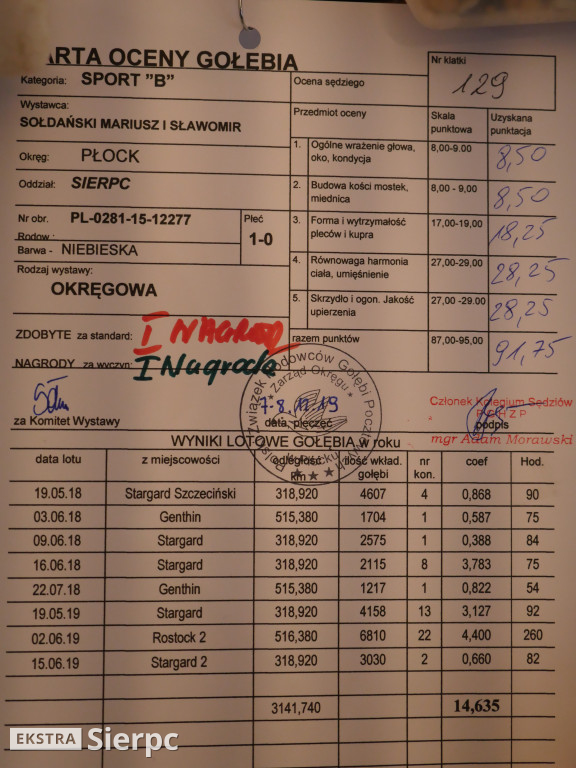 ARTA OCENY GOŁEBIA
Kategoria: SPORT "B"
Wystawca:
SOŁDAŃSKI MARIUSZ I SŁAWOMIR
Okręg: PŁOCK
Oddział: SIERPC
Nr obr. PL-0281-15-12277
Rodow.:
Płeć
1-0
Barwa - NIEBIESKA
Rodzaj wystawy:
OKRĘGOWA
ZDOBYTE za standard: I NAGRODA
NAGRODY za wyczyn: I Nagroda
Ocena sędziego
Nr klatki
129
Przedmiot oceny
Skala punktowa
Uzyskana punktacja
1. Ogólne wrażenie głowa, oko, kondycja 8,00-9.00 8,50
2. Budowa kości mostek, miednica 8,00 - 9,00 8,50
3. Forma i wytrzymałość pleców i kupra 17,00-19,00 18,25
4. Równowaga harmonia ciała, umięśnienie 27,00-29,00 28,25
5. Skrzydło i ogon. Jakość upierzenia 27,00 -29.00 28,25
razem punktów 87,00-95,00 91,75
za Komitet Wystawy
Polski Związek Hodowców Gołębi Pocztowych
Zarząd Okręgu
7-8.12.19
data, pieczęć
Członek Kolegium Sędziów
PZHGP
podpis
mgr Adam Morawski
WYNIKI LOTOWE GOŁĘBIA w roku
data lotu z miejscowości odległość km ilość wkład. gołębi nr kon. coef Hod.
19.05.18 Stargard Szczeciński 318,920 4607 4 0,868 90
03.06.18 Genthin 515,380 1704 1 0,587 75
09.06.18 Stargard 318,920 2575 1 0,388 84
16.06.18 Stargard 318,920 2115 8 3,783 75
22.07.18 Genthin 515,380 1217 1 0,822 54
19.05.19 Stargard 318,920 4158 13 3,127 92
02.06.19 Rostock 2 516,380 6810 22 4,400 260
15.06.19 Stargard 2 318,920 3030 2 0,660 82
3141,740 14,635
EKSTRA Sierpc